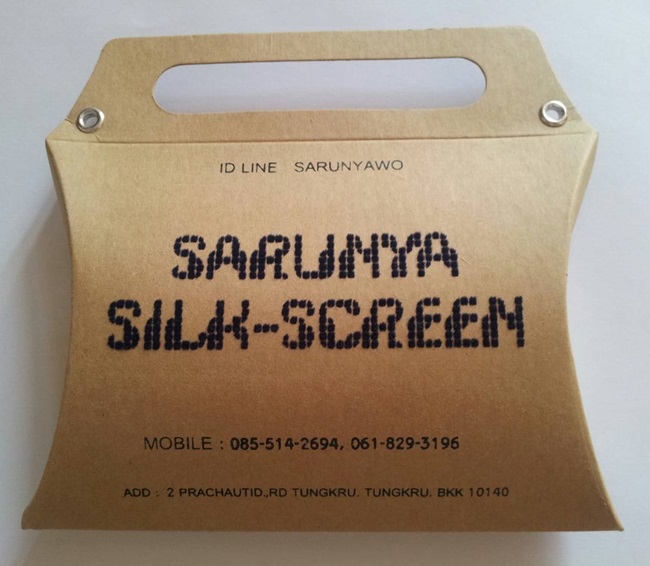 ID LINE SARUNYAWO
SARUNYA
SILK-SCREEN
MOBILE : 085-514-2694, 061-829-3196
ADD : 2 PRACHAUTID.,RD TUNGKRU. TUNGKRU. BKK 10140